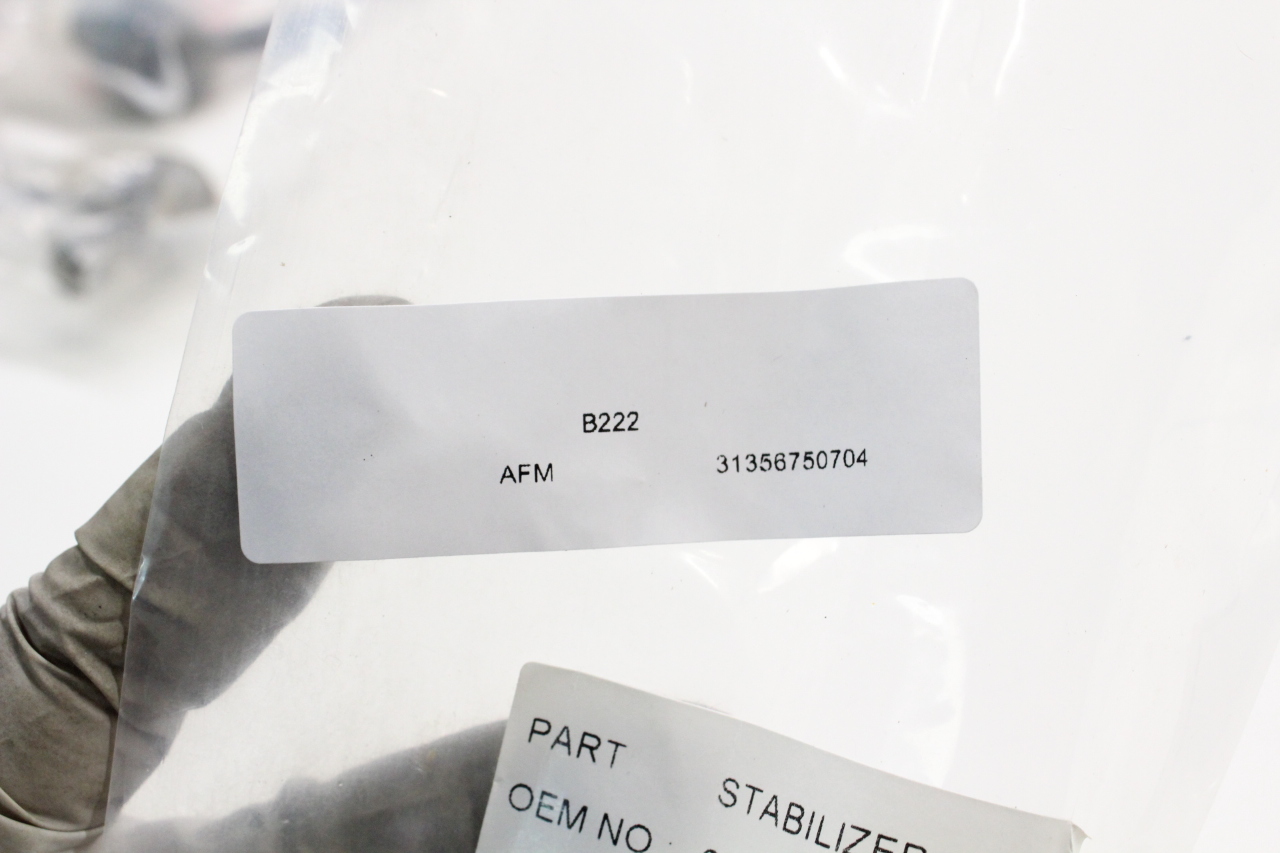 B222
AFM 31356750704
PART STABILIZER
OEM NO